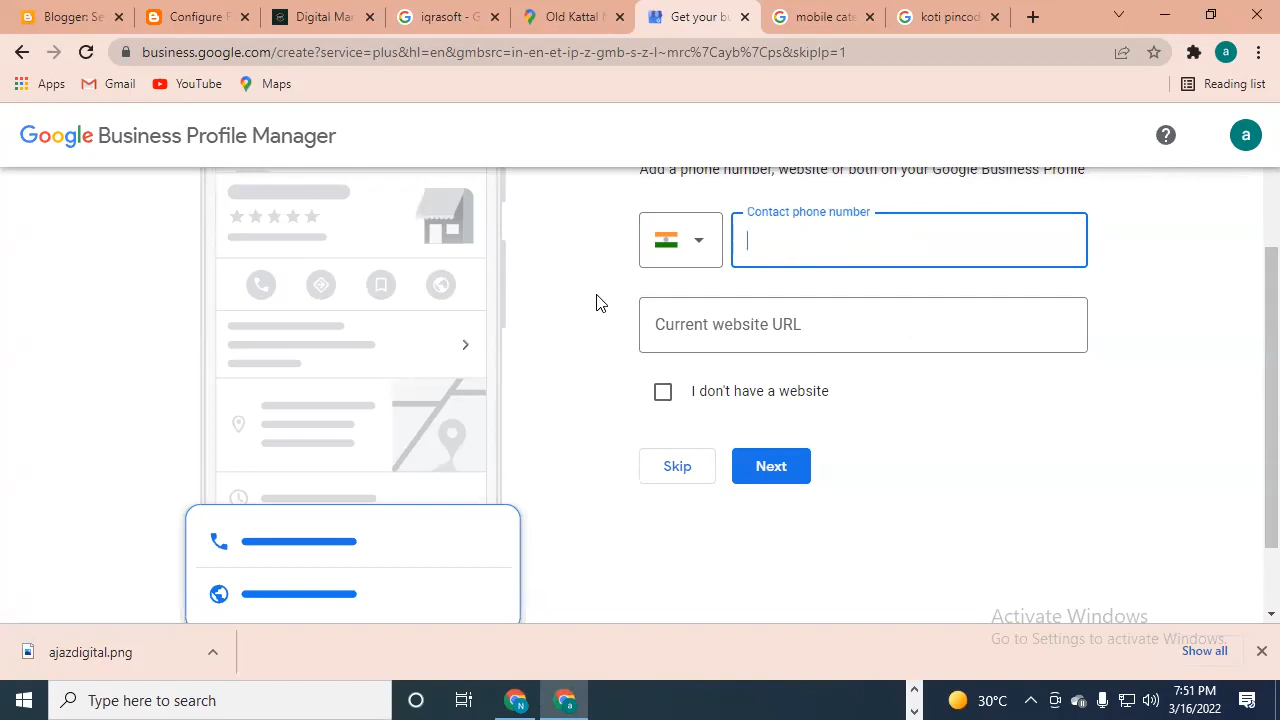 Blogger: Se
Configure F
Digital Mar
iqrasoft - G
Old Kattal
Get your bu
mobile cate
koti pincod
business.google.com/create?service=plus&hl=en&gmbsrc=in-en-et-ip-z-gmb-s-z-l~mrc%7Cayb%7Cps&skiplp=1
a
Apps
Gmail
YouTube
Maps
Reading list
Google Business Profile Manager
a
Add a phone number, website or both on your Google Business Profile
Contact phone number
Current website URL
I don't have a website
Skip
Next
Activate Windows
Go to Settings to activate Windows.
ajazdigital.png
Show all
Type here to search
N
a
30°C
7:51 PM
3/16/2022